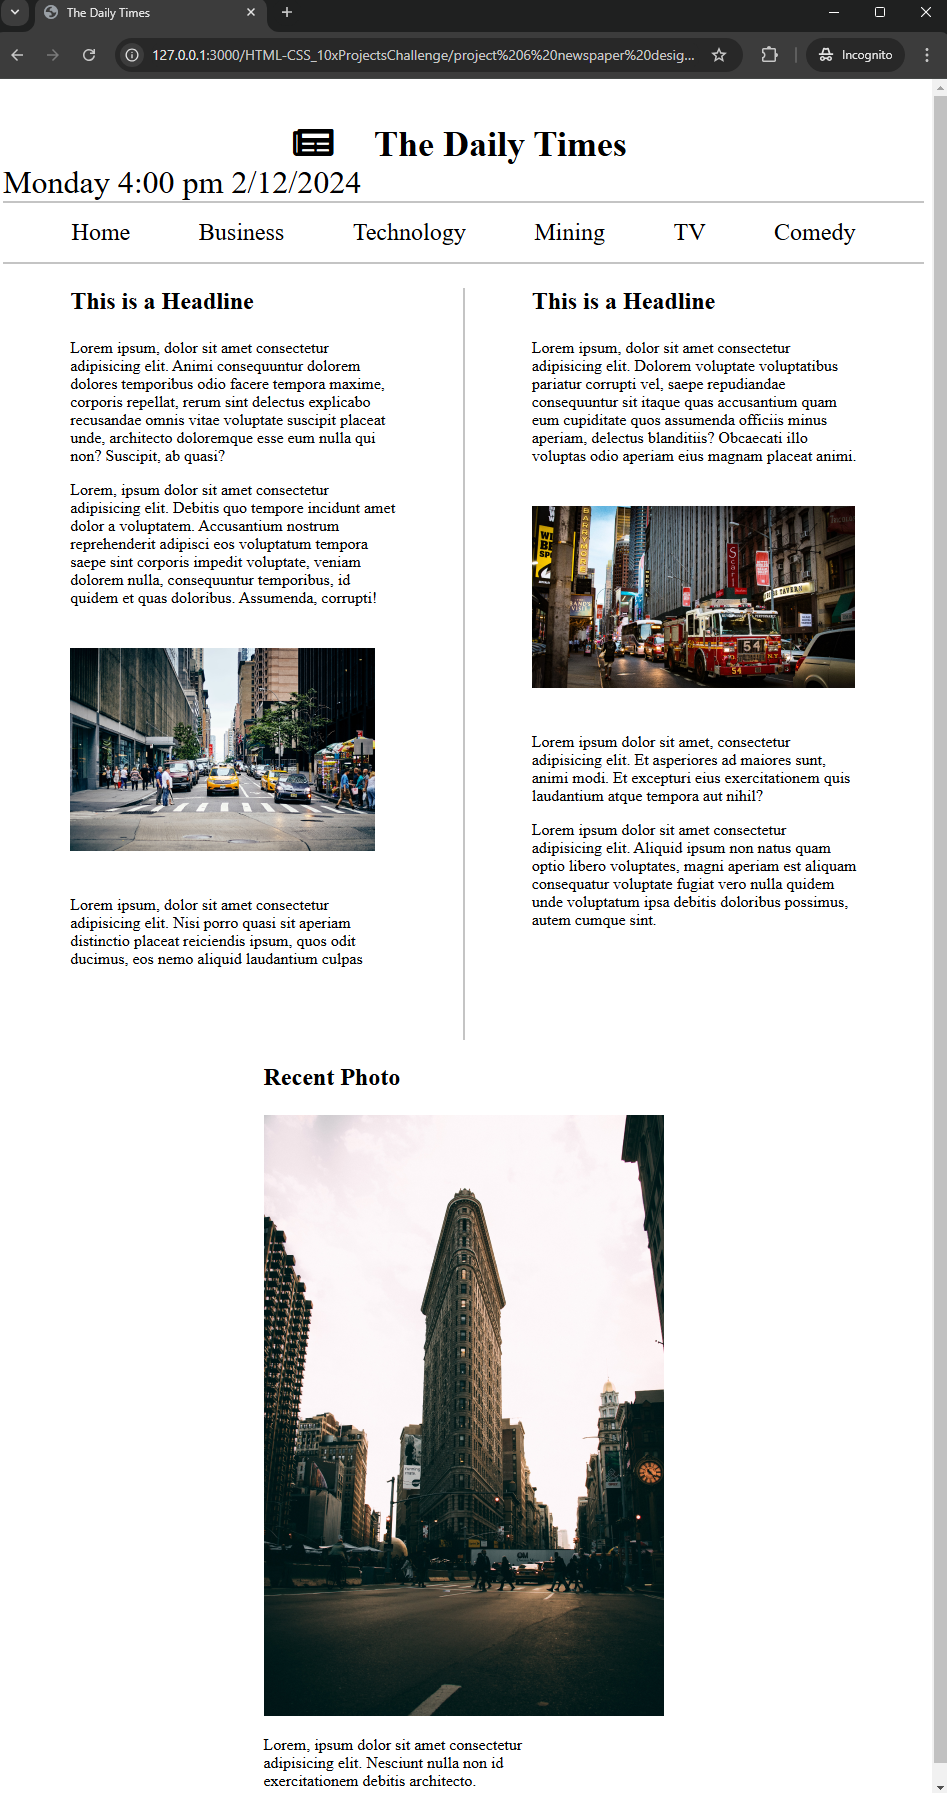 The Daily Times
127.0.0.1:3000/HTML-CSS_10xProjectsChallenge/project%206%20newspaper%20desig...
Incognito
The Daily Times
Monday 4:00 pm 2/12/2024
Home Business Technology Mining TV Comedy
This is a Headline
Lorem ipsum, dolor sit amet consectetur
adipisicing elit. Animi consequuntur dolorem
dolores temporibus odio facere tempora maxime,
corporis repellat, rerum sint delectus explicabo
recusandae omnis vitae voluptate suscipit placeat
unde, architecto doloremque esse eum nulla qui
non? Suscipit, ab quasi?
Lorem, ipsum dolor sit amet consectetur
adipisicing elit. Debitis quo tempore incidunt amet
dolor a voluptatem. Accusantium nostrum
reprehenderit adipisci eos voluptatum tempora
saepe sint corporis impedit voluptate, veniam
dolorem nulla, consequuntur temporibus, id
quidem et quas doloribus. Assumenda, corrupti!
Lorem ipsum, dolor sit amet consectetur
adipisicing elit. Nisi porro quasi sit aperiam
distinctio placeat reiciendis ipsum, quos odit
ducimus, eos nemo aliquid laudantium culpas
This is a Headline
Lorem ipsum, dolor sit amet consectetur
adipisicing elit. Dolorem voluptate voluptatibus
pariatur corrupti vel, saepe repudiandae
consequuntur sit itaque quas accusantium quam
eum cupiditate quos assumenda officiis minus
aperiam, delectus blanditiis? Obcaecati illo
voluptas odio aperiam eius magnam placeat animi.
BARRYMORE
Scarl
TAVERN
54
54
N.Y.
Lorem ipsum dolor sit amet, consectetur
adipisicing elit. Et asperiores ad maiores sunt,
animi modi. Et excepturi eius exercitationem quis
laudantium atque tempora aut nihil?
Lorem ipsum dolor sit amet consectetur
adipisicing elit. Aliquid ipsum non natus quam
optio libero voluptates, magni aperiam est aliquam
consequatur voluptate fugiat vero nulla quidem
unde voluptatum ipsa debitis doloribus possimus,
autem cumque sint.
Recent Photo
Lorem, ipsum dolor sit amet consectetur
adipisicing elit. Nesciunt nulla non id
exercitationem debitis architecto.